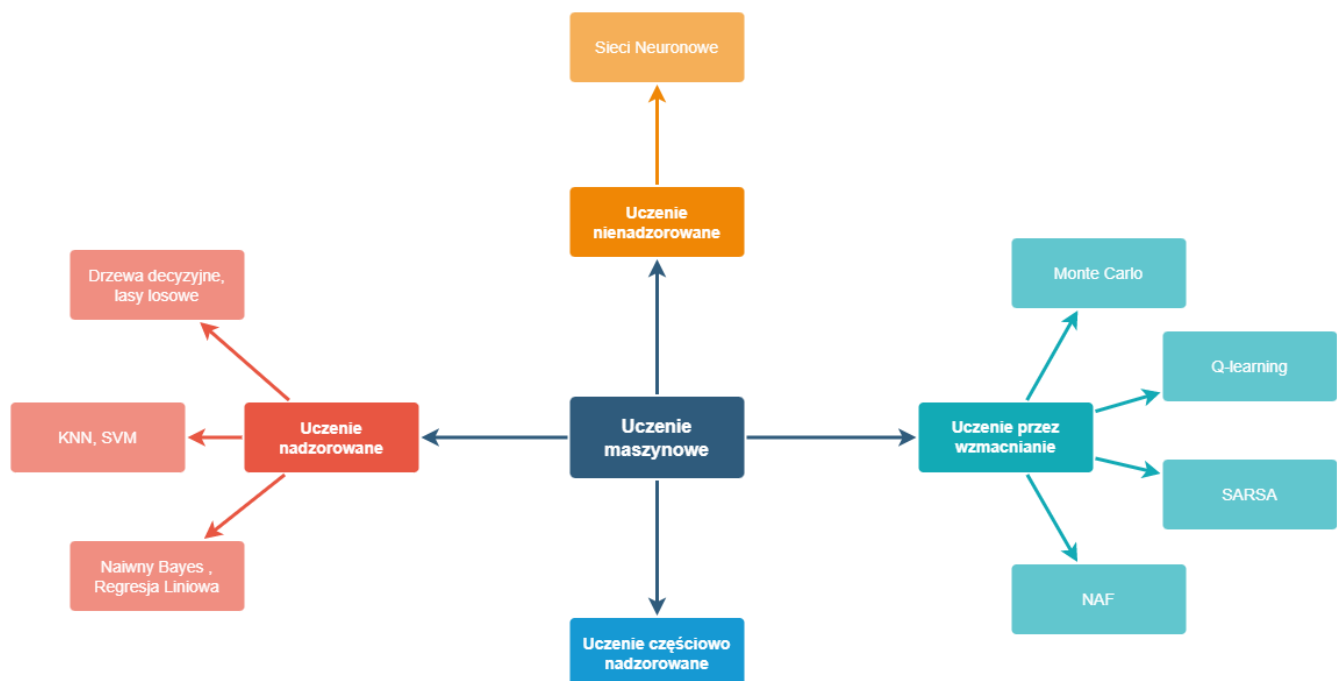 Sieci Neuronowe
Uczenie
nienadzorowane
Drzewa decyzyjne,
lasy losowe
Monte Carlo
Q-learning
KNN, SVM
Uczenie
nadzorowane
Uczenie
maszynowe
Uczenie przez
wzmacnianie
SARSA
Naiwny Bayes ,
Regresja Liniowa
NAF
Uczenie częściowo
nadzorowane